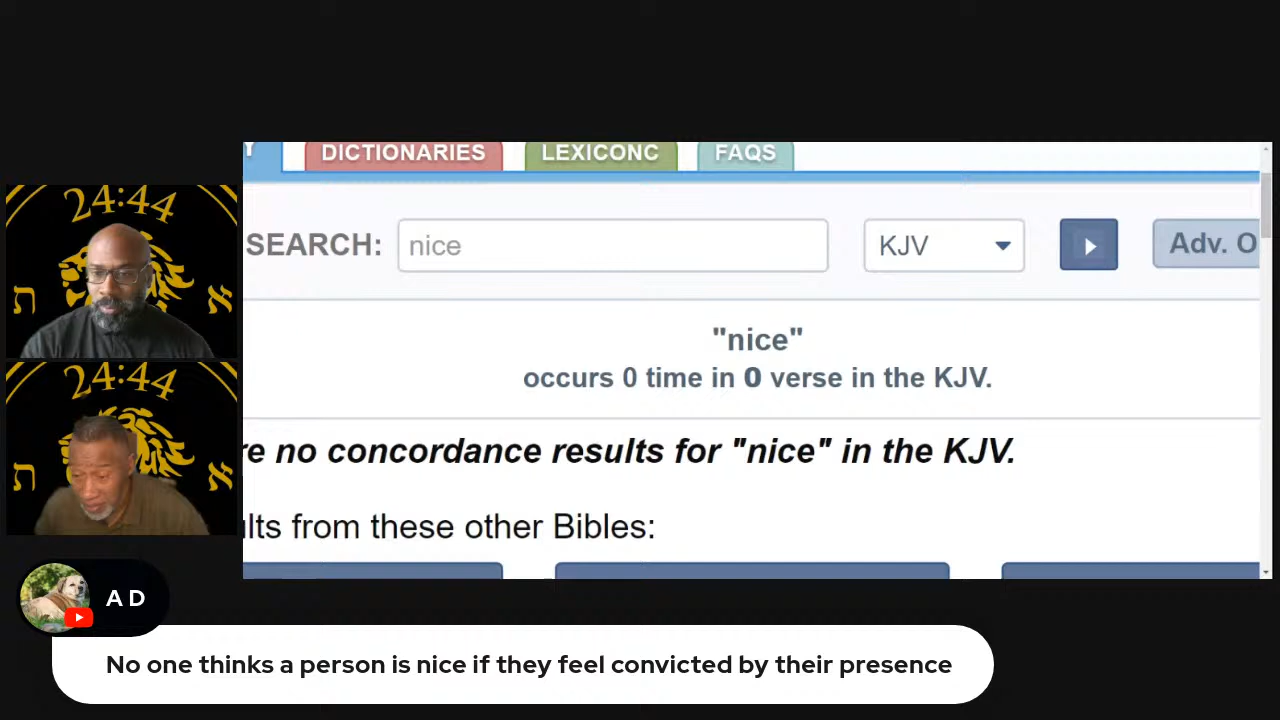 Y DICTIONARIES LEXICONC FAQS
SEARCH: nice KJV Adv. O
"nice"
occurs 0 time in 0 verse in the KJV.
re no concordance results for "nice" in the KJV.
ults from these other Bibles:
24:44
ת א
24:44
ת א
A D
No one thinks a person is nice if they feel convicted by their presence